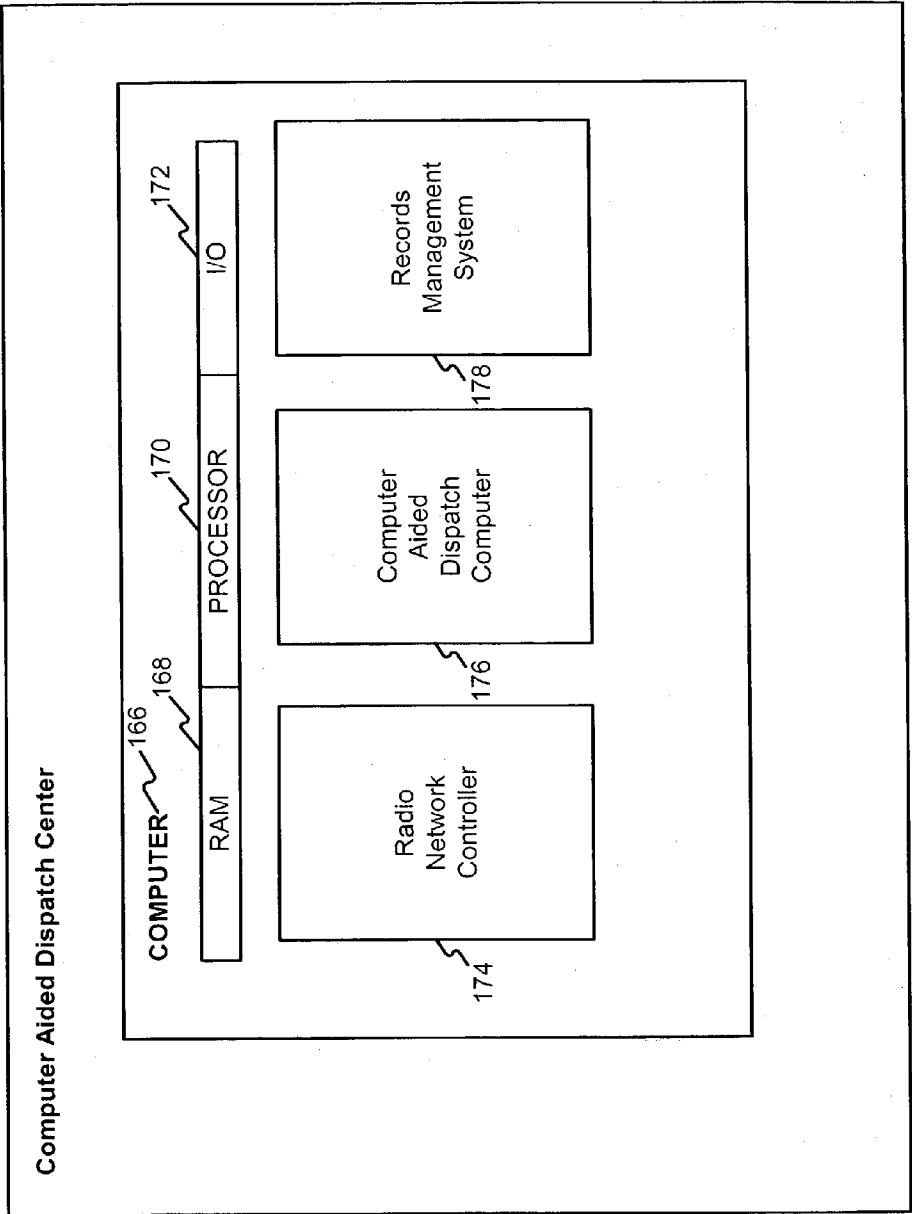 Computer Aided Dispatch Center
COMPUTER 166
168
170
172
RAM
PROCESSOR
I/O
Radio
Network
Controller
174
Computer
Aided
Dispatch
Computer
176
Records
Management
System
178